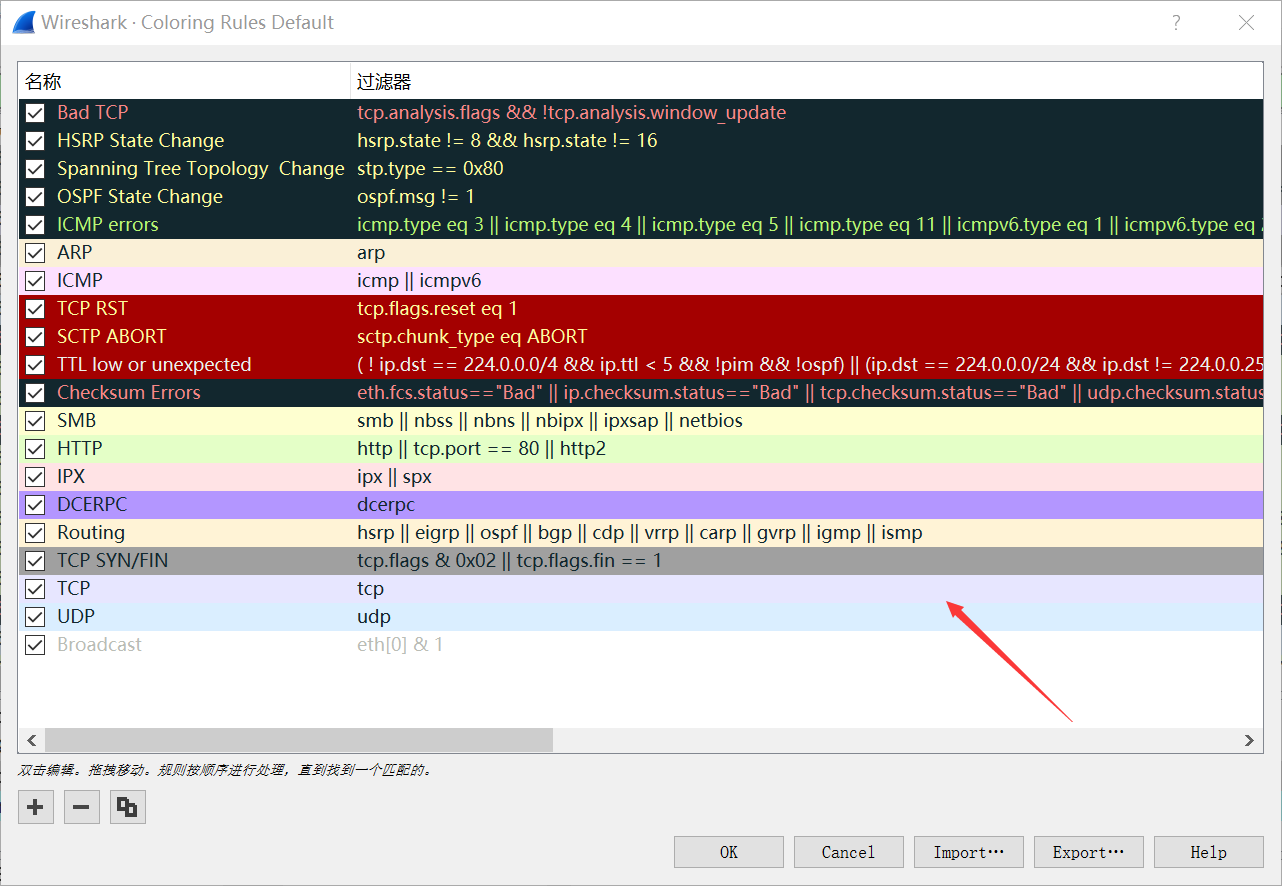 Wireshark · Coloring Rules Default
名称 过滤器
Bad TCP tcp.analysis.flags && !tcp.analysis.window_update
HSRP State Change hsrp.state != 8 && hsrp.state != 16
Spanning Tree Topology  Change stp.type == 0x80
OSPF State Change ospf.msg != 1
ICMP errors icmp.type eq 3 || icmp.type eq 4 || icmp.type eq 5 || icmp.type eq 11 || icmpv6.type eq 1 || icmpv6.type eq
ARP arp
ICMP icmp || icmpv6
TCP RST tcp.flags.reset eq 1
SCTP ABORT sctp.chunk_type eq ABORT
TTL low or unexpected ( ! ip.dst == 224.0.0.0/4 && ip.ttl < 5 && !pim && !ospf) || (ip.dst == 224.0.0.0/24 && ip.dst != 224.0.0.25
Checksum Errors eth.fcs.status=="Bad" || ip.checksum.status=="Bad" || tcp.checksum.status=="Bad" || udp.checksum.status
SMB smb || nbss || nbns || nbipx || ipxsap || netbios
HTTP http || tcp.port == 80 || http2
IPX ipx || spx
DCERPC dcerpc
Routing hsrp || eigrp || ospf || bgp || cdp || vrrp || carp || gvrp || igmp || ismp
TCP SYN/FIN tcp.flags & 0x02 || tcp.flags.fin == 1
TCP tcp
UDP udp
Broadcast eth[0] & 1
双击编辑。拖拽移动。规则按顺序进行处理，直到找到一个匹配的。
OK Cancel Import… Export… Help